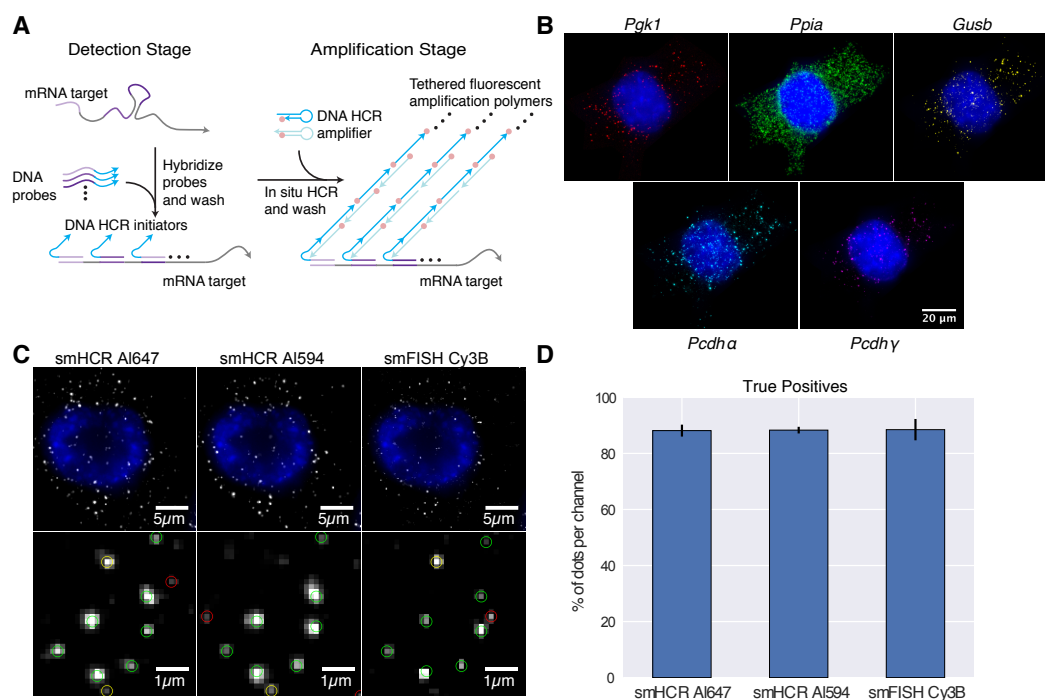 A
Detection Stage
Amplification Stage
mRNA target
Tethered fluorescent
amplification polymers
DNA HCR
amplifier
DNA
probes
Hybridize
probes
and wash
In situ HCR
and wash
DNA HCR initiators
mRNA target
mRNA target
B
Pgk1
Ppia
Gusb
20 µm
Pcdh α
Pcdh γ
C
smHCR Al647
smHCR Al594
smFISH Cy3B
5µm
5µm
5µm
1µm
1µm
1µm
D
True Positives
% of dots per channel
100
80
60
40
20
0
smHCR Al647
smHCR Al594
smFISH Cy3B